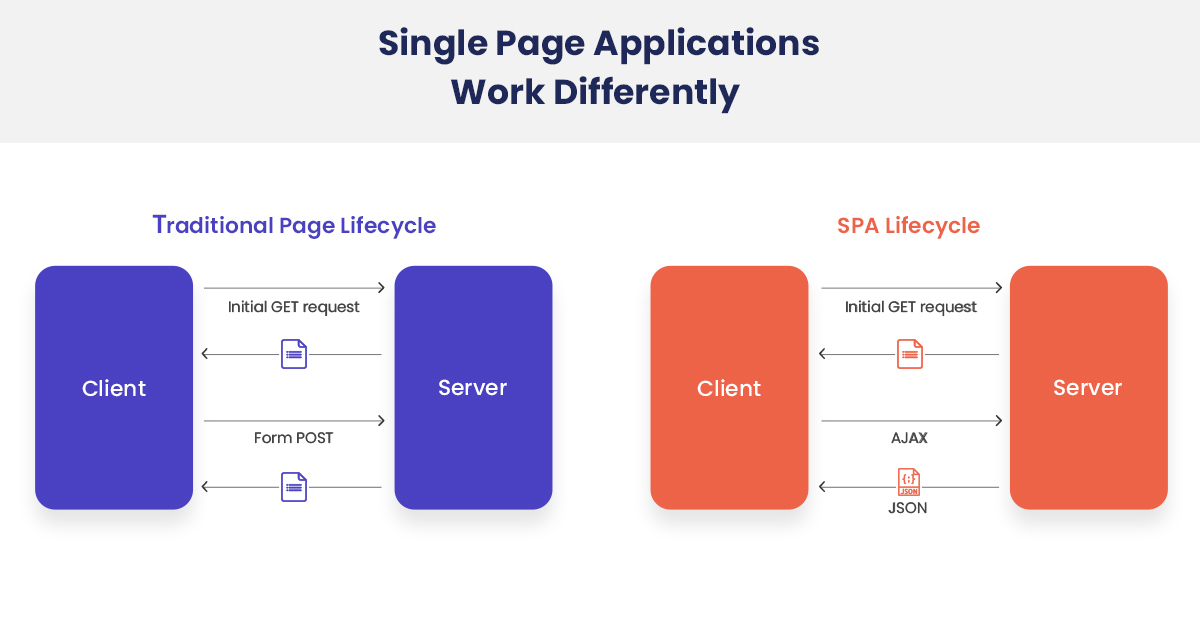 Single Page Applications
Work Differently
Traditional Page Lifecycle
Client
Initial GET request
Form POST
Server
SPA Lifecycle
Client
Initial GET request
AJAX
{;}
JSON
JSON
Server